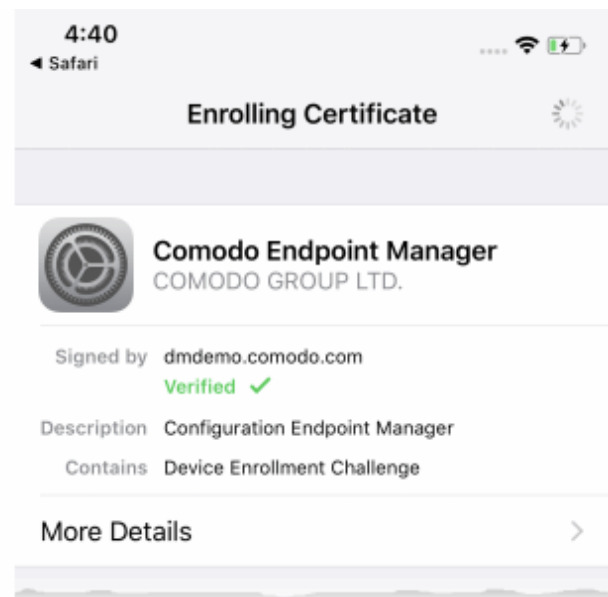 4:40
Safari
Enrolling Certificate
Comodo Endpoint Manager
COMODO GROUP LTD.
Signed by dmdemo.comodo.com
Verified ✓
Description Configuration Endpoint Manager
Contains Device Enrollment Challenge
More Details